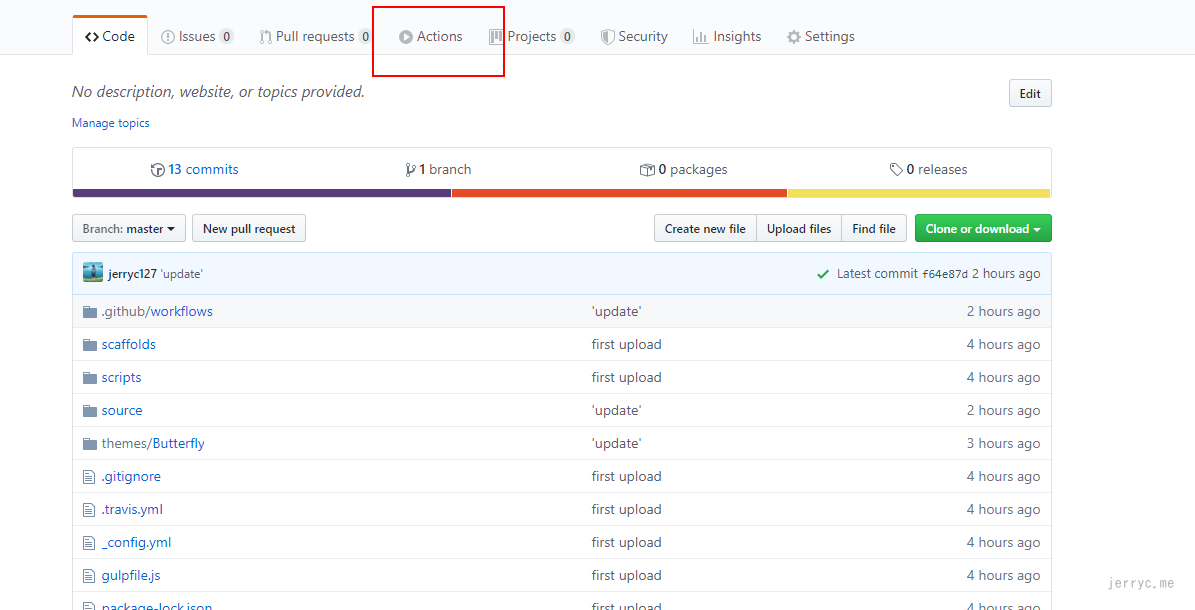 Code Issues 0 Pull requests 0 Actions Projects 0 Security Insights Settings
No description, website, or topics provided. Edit
Manage topics
13 commits 1 branch 0 packages 0 releases
Branch: master New pull request Create new file Upload files Find file Clone or download
jerryc127 'update' Latest commit f64e87d 2 hours ago
.github/workflows 'update' 2 hours ago
scaffolds first upload 4 hours ago
scripts first upload 4 hours ago
source 'update' 2 hours ago
themes/Butterfly 'update' 3 hours ago
.gitignore first upload 4 hours ago
.travis.yml first upload 4 hours ago
_config.yml first upload 4 hours ago
gulpfile.js first upload 4 hours ago
package-lock.json first upload 4 hours ago
jerryc.me